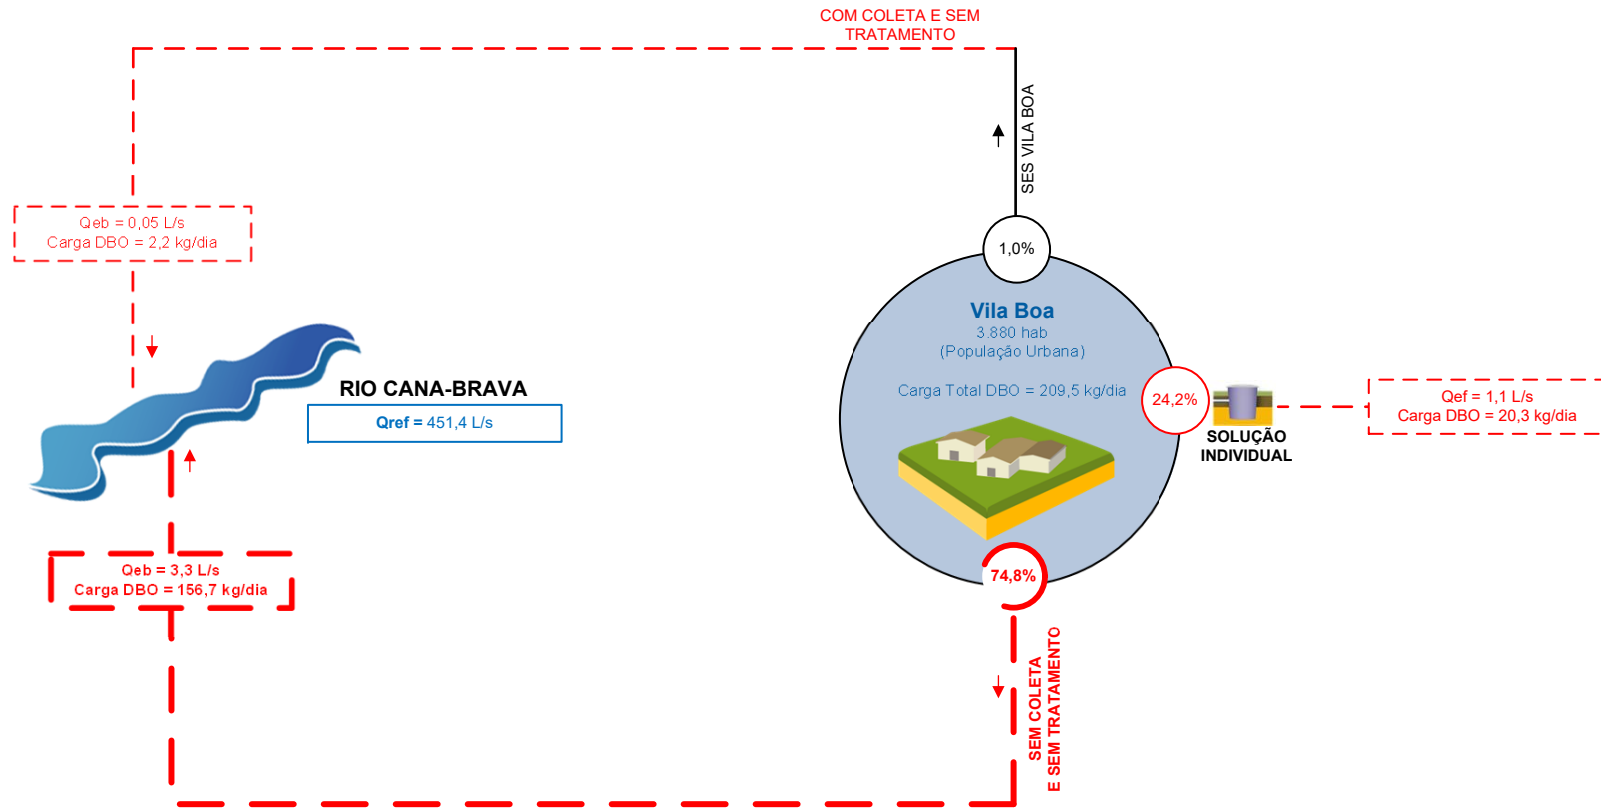 COM COLETA E SEM
TRATAMENTO
SES VILA BOA
Qeb = 0,05 L/s
Carga DBO = 2,2 kg/dia
1,0%
Vila Boa
3.880 hab
(População Urbana)
Carga Total DBO = 209,5 kg/dia
RIO CANA-BRAVA
Qref = 451,4 L/s
24,2%
SOLUÇÃO
INDIVIDUAL
Qef = 1,1 L/s
Carga DBO = 20,3 kg/dia
Qeb = 3,3 L/s
Carga DBO = 156,7 kg/dia
74,8%
SEM COLETA
E SEM TRATAMENTO